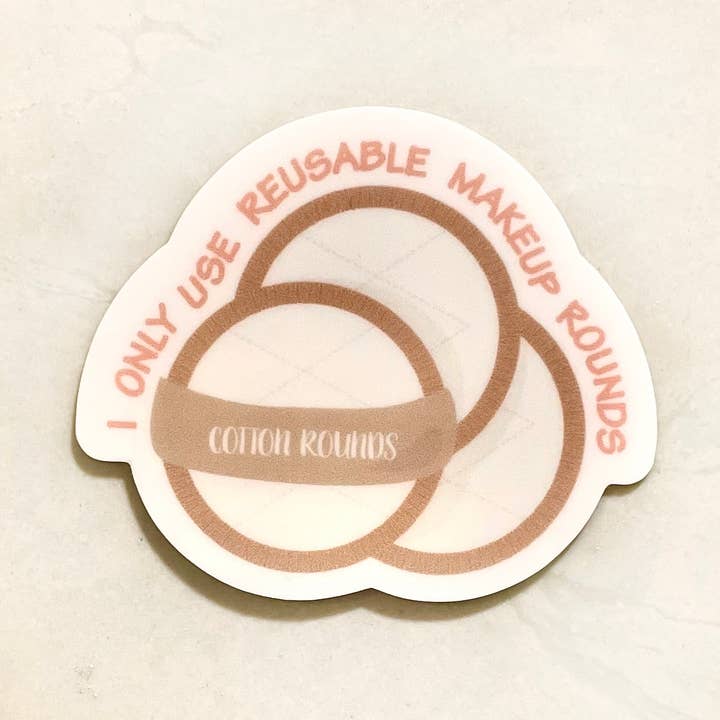 I ONLY USE REUSABLE MAKEUP ROUNDS
COTTON ROUNDS